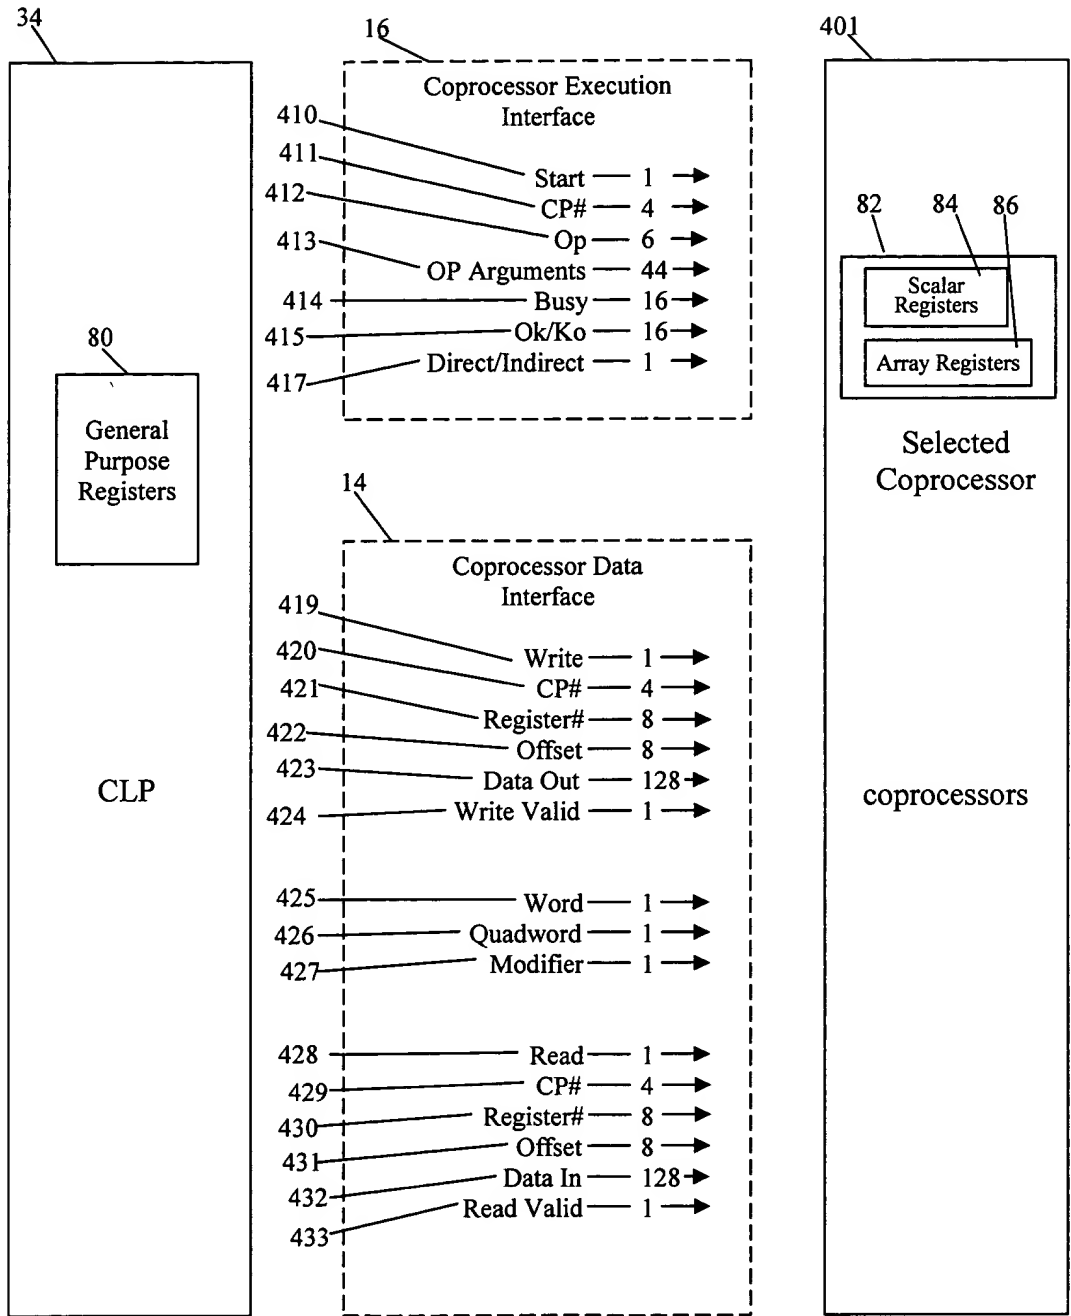 34
16
401
Coprocessor Execution
Interface
410
411
412
413
414
415
417
Start 1
CP# 4
Op 6
OP Arguments 44
Busy 16
Ok/Ko 16
Direct/Indirect 1
82
84
86
Scalar
Registers
Array Registers
Selected
Coprocessor
80
General
Purpose
Registers
14
Coprocessor Data
Interface
419
420
421
422
423
424
Write 1
CP# 4
Register# 8
Offset 8
Data Out 128
Write Valid 1
CLP
coprocessors
425
426
427
Word 1
Quadword 1
Modifier 1
428
429
430
431
432
433
Read 1
CP# 4
Register# 8
Offset 8
Data In 128
Read Valid 1